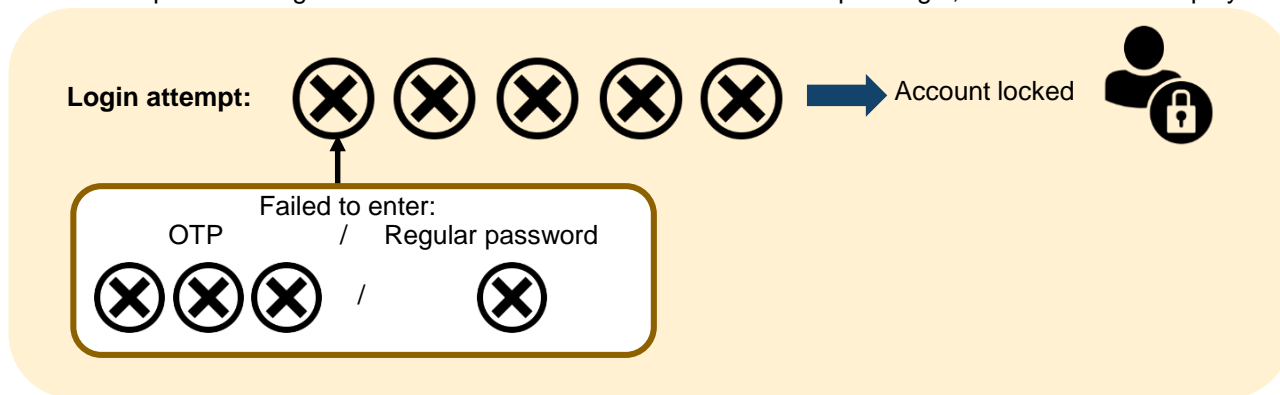 Login attempt:
Account locked
Failed to enter:
OTP / Regular password
/